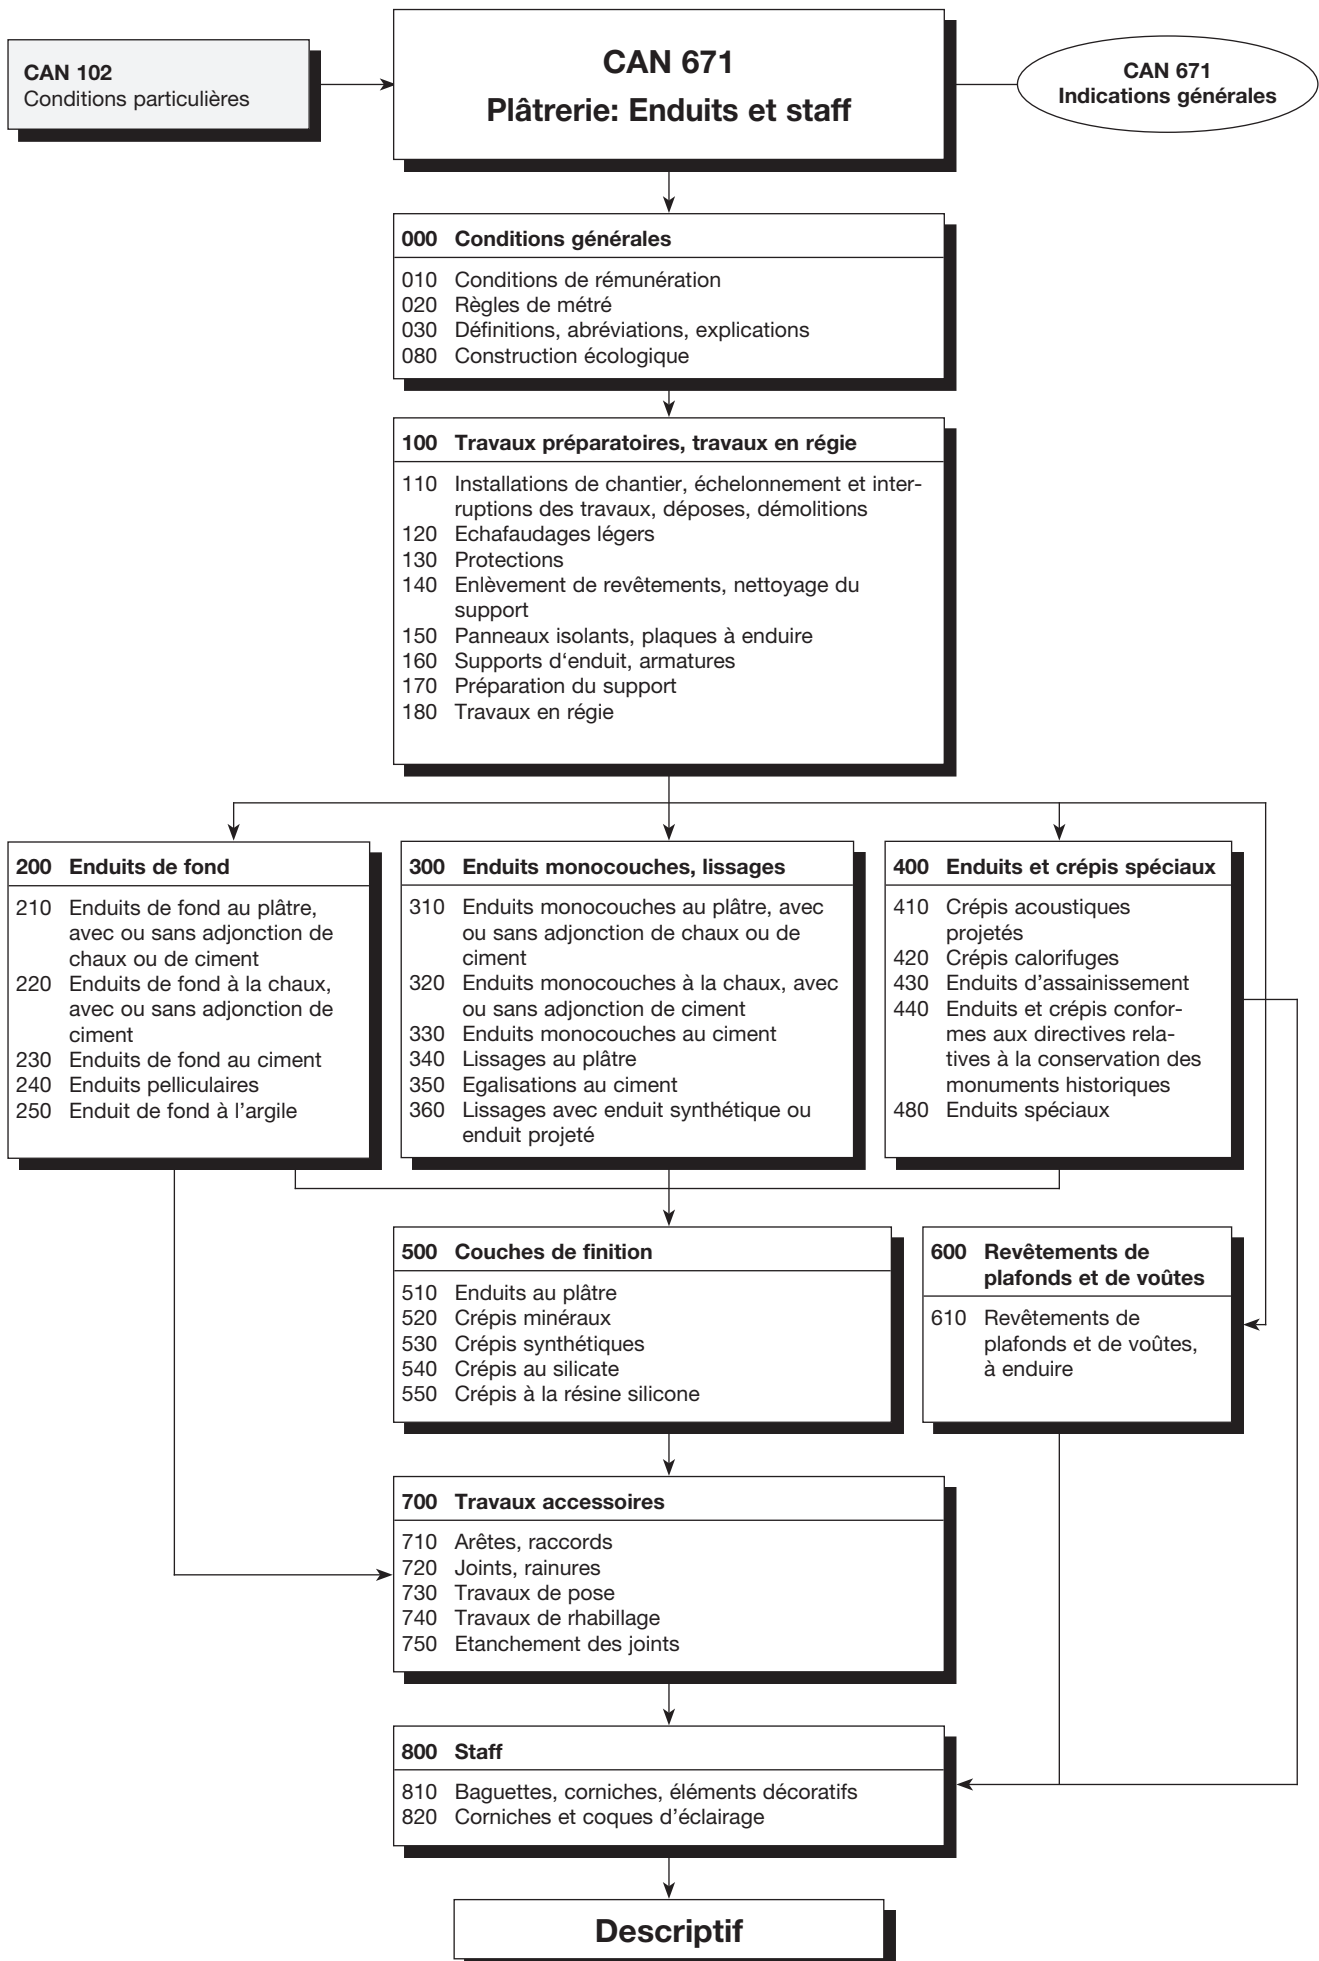 CAN 102
Conditions particulières
CAN 671
Plâtrerie: Enduits et staff
CAN 671
Indications générales
000 Conditions générales
010 Conditions de rémunération
020 Règles de métré
030 Définitions, abréviations, explications
080 Construction écologique
100 Travaux préparatoires, travaux en régie
110 Installations de chantier, échelonnement et inter-
ruptions des travaux, déposes, démolitions
120 Echafaudages légers
130 Protections
140 Enlèvement de revêtements, nettoyage du
support
150 Panneaux isolants, plaques à enduire
160 Supports d‘enduit, armatures
170 Préparation du support
180 Travaux en régie
200 Enduits de fond
210 Enduits de fond au plâtre,
avec ou sans adjonction de
chaux ou de ciment
220 Enduits de fond à la chaux,
avec ou sans adjonction de
ciment
230 Enduits de fond au ciment
240 Enduits pelliculaires
250 Enduit de fond à l’argile
300 Enduits monocouches, lissages
310 Enduits monocouches au plâtre, avec
ou sans adjonction de chaux ou de
ciment
320 Enduits monocouches à la chaux, avec
ou sans adjonction de ciment
330 Enduits monocouches au ciment
340 Lissages au plâtre
350 Egalisations au ciment
360 Lissages avec enduit synthétique ou
enduit projeté
400 Enduits et crépis spéciaux
410 Crépis acoustiques
projetés
420 Crépis calorifuges
430 Enduits d’assainissement
440 Enduits et crépis confor-
mes aux directives rela-
tives à la conservation des
monuments historiques
480 Enduits spéciaux
500 Couches de finition
510 Enduits au plâtre
520 Crépis minéraux
530 Crépis synthétiques
540 Crépis au silicate
550 Crépis à la résine silicone
600 Revêtements de
plafonds et de voûtes
610 Revêtements de
plafonds et de voûtes,
à enduire
700 Travaux accessoires
710 Arêtes, raccords
720 Joints, rainures
730 Travaux de pose
740 Travaux de rhabillage
750 Etanchement des joints
800 Staff
810 Baguettes, corniches, éléments décoratifs
820 Corniches et coques d’éclairage
Descriptif